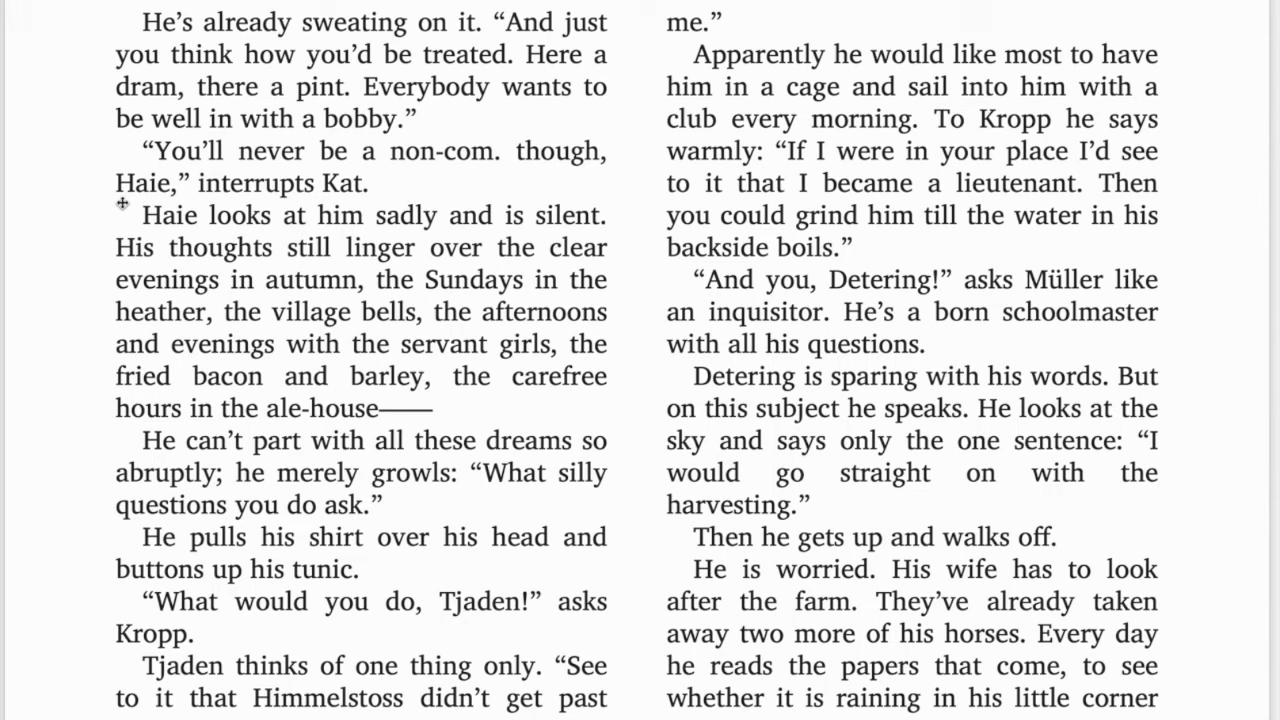 He’s already sweating on it. “And just
you think how you’d be treated. Here a
dram, there a pint. Everybody wants to
be well in with a bobby.”
“You’ll never be a non-com. though,
Haie,” interrupts Kat.
Haie looks at him sadly and is silent.
His thoughts still linger over the clear
evenings in autumn, the Sundays in the
heather, the village bells, the afternoons
and evenings with the servant girls, the
fried bacon and barley, the carefree
hours in the ale-house——
He can’t part with all these dreams so
abruptly; he merely growls: “What silly
questions you do ask.”
He pulls his shirt over his head and
buttons up his tunic.
“What would you do, Tjaden!” asks
Kropp.
Tjaden thinks of one thing only. “See
to it that Himmelstoss didn’t get past
me.”
Apparently he would like most to have
him in a cage and sail into him with a
club every morning. To Kropp he says
warmly: “If I were in your place I’d see
to it that I became a lieutenant. Then
you could grind him till the water in his
backside boils.”
“And you, Detering!” asks Müller like
an inquisitor. He’s a born schoolmaster
with all his questions.
Detering is sparing with his words. But
on this subject he speaks. He looks at the
sky and says only the one sentence: “I
would go straight on with the
harvesting.”
Then he gets up and walks off.
He is worried. His wife has to look
after the farm. They’ve already taken
away two more of his horses. Every day
he reads the papers that come, to see
whether it is raining in his little corner